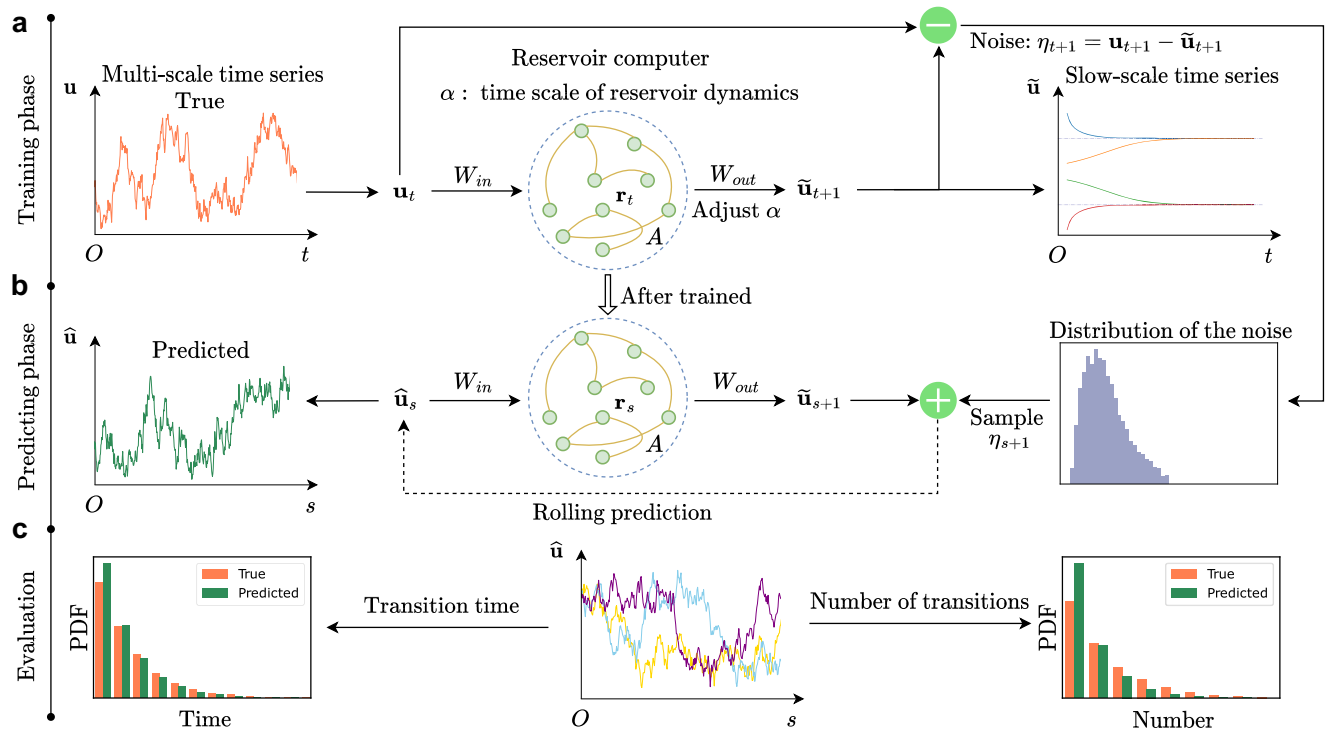 a
Training phase
u
Multi-scale time series
True
O
t
u_t
W_in
Reservoir computer
α : time scale of reservoir dynamics
r_t
A
W_out
Adjust α
ũ_{t+1}
−
Noise: η_{t+1} = u_{t+1} − ũ_{t+1}
Slow-scale time series
ũ
O
t
After trained
b
Predicting phase
û
Predicted
O
s
û_s
W_in
r_s
A
W_out
ũ_{s+1}
+
Sample
η_{s+1}
Distribution of the noise
Rolling prediction
c
Evaluation
PDF
True
Predicted
Time
Transition time
û
O
s
Number of transitions
PDF
True
Predicted
Number